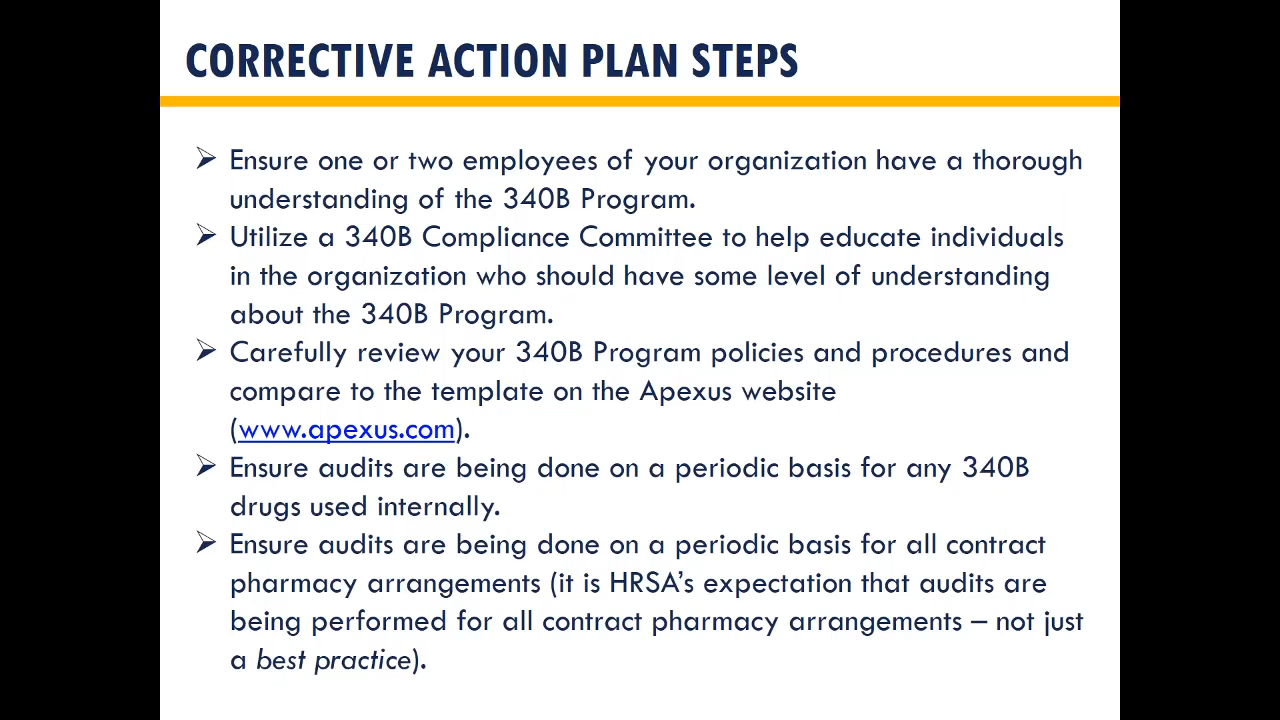 CORRECTIVE ACTION PLAN STEPS
➢ Ensure one or two employees of your organization have a thorough
understanding of the 340B Program.
➢ Utilize a 340B Compliance Committee to help educate individuals
in the organization who should have some level of understanding
about the 340B Program.
➢ Carefully review your 340B Program policies and procedures and
compare to the template on the Apexus website
(www.apexus.com).
➢ Ensure audits are being done on a periodic basis for any 340B
drugs used internally.
➢ Ensure audits are being done on a periodic basis for all contract
pharmacy arrangements (it is HRSA’s expectation that audits are
being performed for all contract pharmacy arrangements – not just
a best practice).